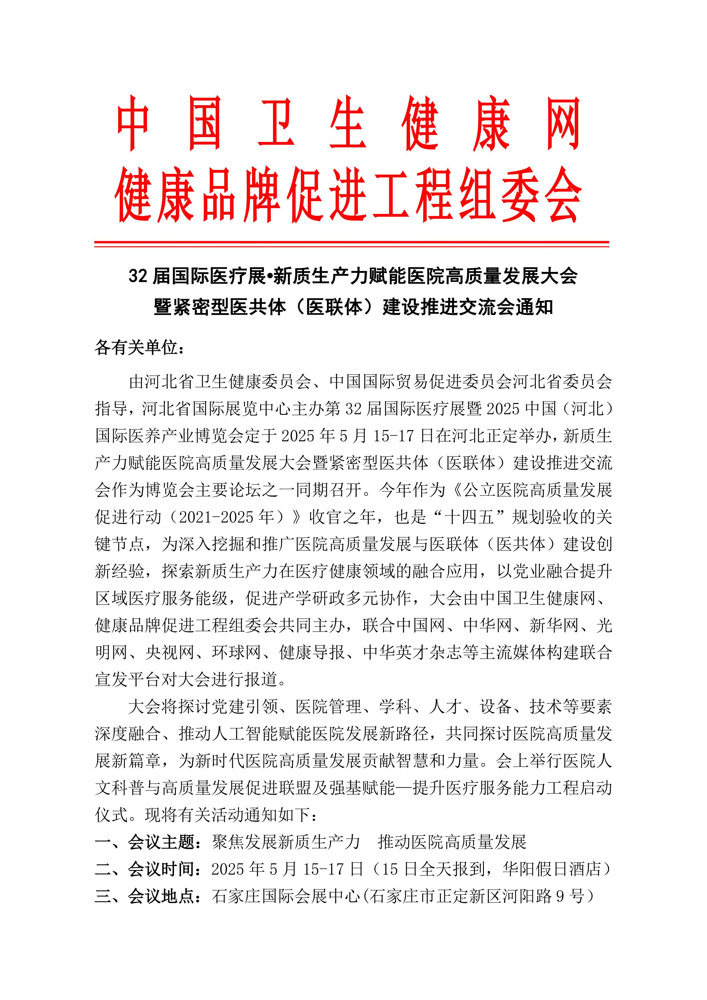 中国卫生健康网
健康品牌促进工程组委会
32 届国际医疗展•新质生产力赋能医院高质量发展大会
暨紧密型医共体（医联体）建设推进交流会通知
各有关单位：
由河北省卫生健康委员会、中国国际贸易促进委员会河北省委员会
指导，河北省国际展览中心主办第 32 届国际医疗展暨 2025 中国（河北）
国际医养产业博览会定于 2025 年 5 月 15-17 日在河北正定举办，新质生
产力赋能医院高质量发展大会暨紧密型医共体（医联体）建设推进交流
会作为博览会主要论坛之一同期召开。今年作为《公立医院高质量发展
促进行动（2021-2025 年）》收官之年，也是“十四五”规划验收的关
键节点，为深入挖掘和推广医院高质量发展与医联体（医共体）建设创
新经验，探索新质生产力在医疗健康领域的融合应用，以党业融合提升
区域医疗服务能级，促进产学研政多元协作，大会由中国卫生健康网、
健康品牌促进工程组委会共同主办，联合中国网、中华网、新华网、光
明网、央视网、环球网、健康导报、中华英才杂志等主流媒体构建联合
宣发平台对大会进行报道。
大会将探讨党建引领、医院管理、学科、人才、设备、技术等要素
深度融合、推动人工智能赋能医院发展新路径，共同探讨医院高质量发
展新篇章，为新时代医院高质量发展贡献智慧和力量。会上举行医院人
文科普与高质量发展促进联盟及强基赋能—提升医疗服务能力工程启动
仪式。现将有关活动通知如下：
一、会议主题：聚焦发展新质生产力　推动医院高质量发展
二、会议时间：2025 年 5 月 15-17 日（15 日全天报到，华阳假日酒店）
三、会议地点：石家庄国际会展中心(石家庄市正定新区河阳路 9 号）